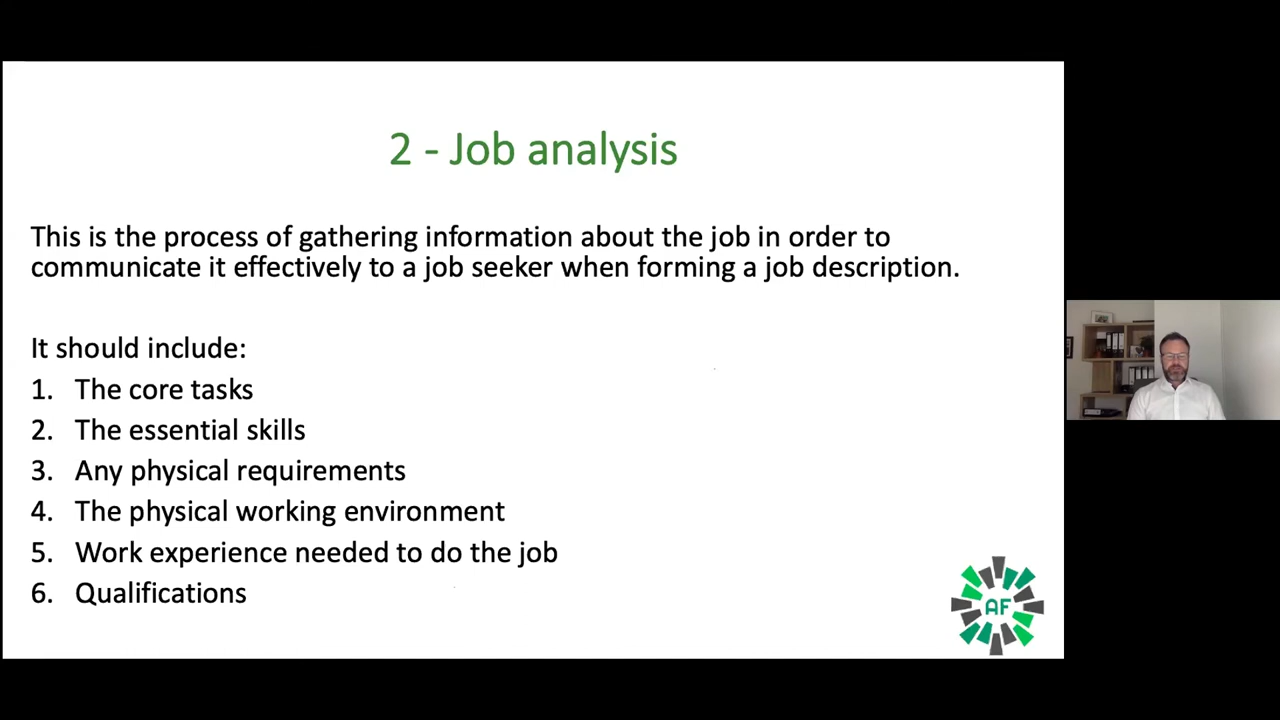 2 - Job analysis
This is the process of gathering information about the job in order to
communicate it effectively to a job seeker when forming a job description.
It should include:
1. The core tasks
2. The essential skills
3. Any physical requirements
4. The physical working environment
5. Work experience needed to do the job
6. Qualifications
AF